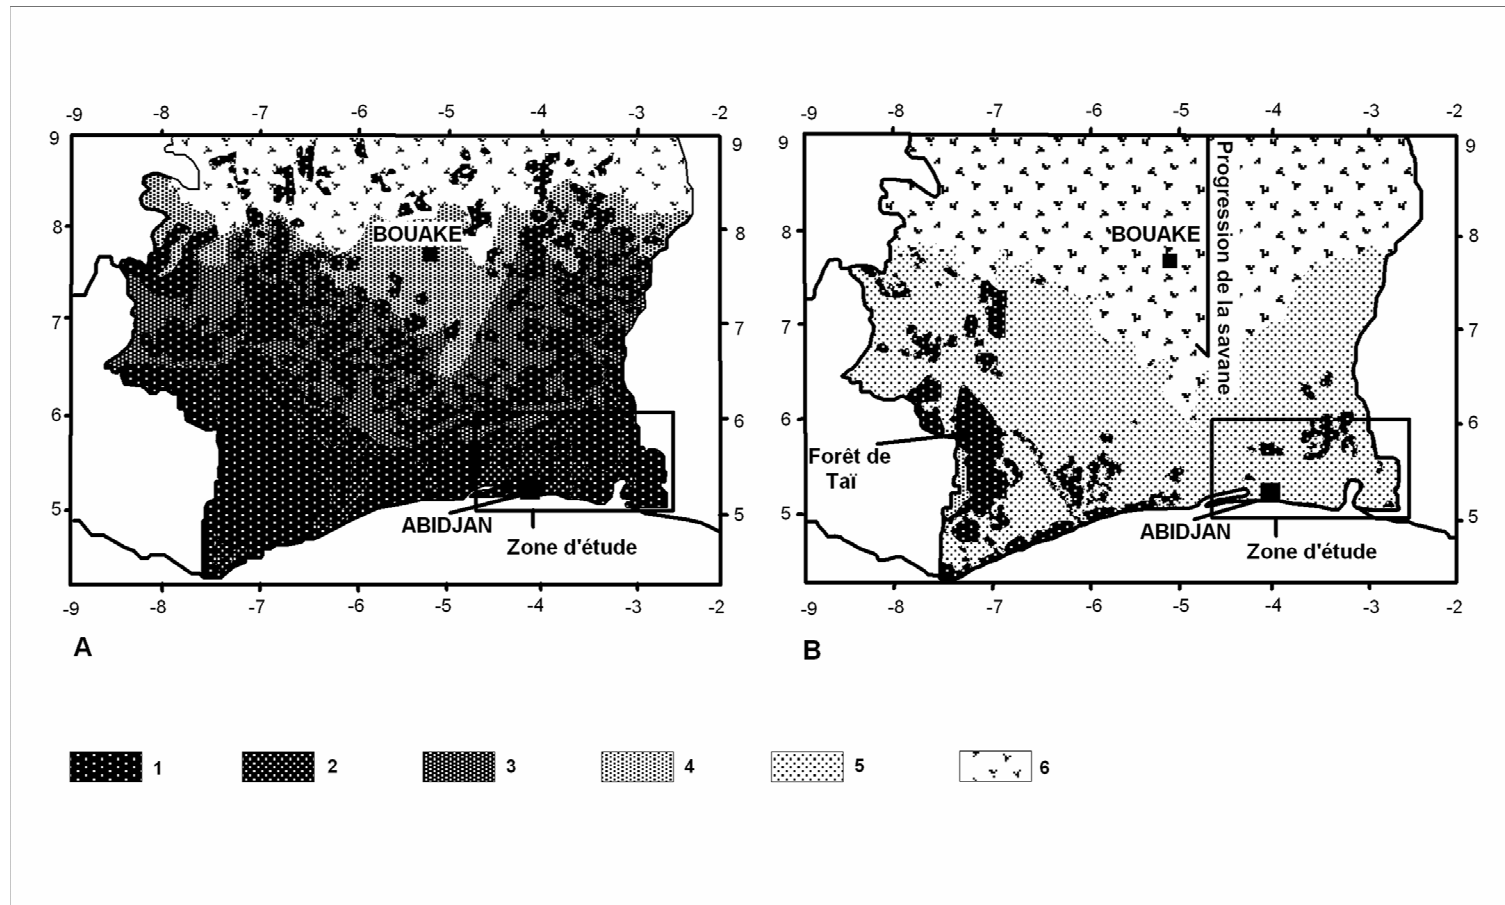 -9 -8 -7 -6 -5 -4 -3 -2
9 9
8 8
BOUAKE
7 7
6 6
5 5
ABIDJAN
Zone d'étude
-9 -8 -7 -6 -5 -4 -3 -2
A
-9 -8 -7 -6 -5 -4 -3 -2
9 9
Progression de la savane
8 8
BOUAKE
7 7
6 6
Forêt de
Taï
5 5
ABIDJAN
Zone d'étude
-9 -8 -7 -6 -5 -4 -3 -2
B
1 2 3 4 5 6